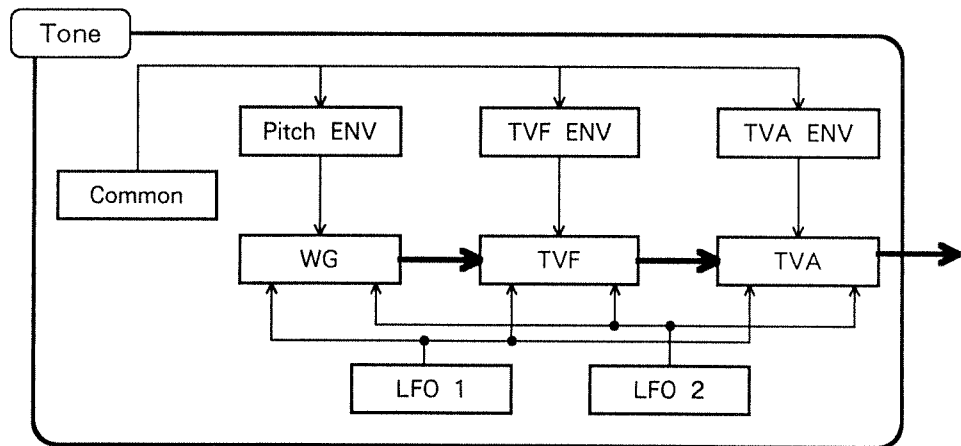 Tone
Pitch ENV
TVF ENV
TVA ENV
Common
WG
TVF
TVA
LFO 1
LFO 2